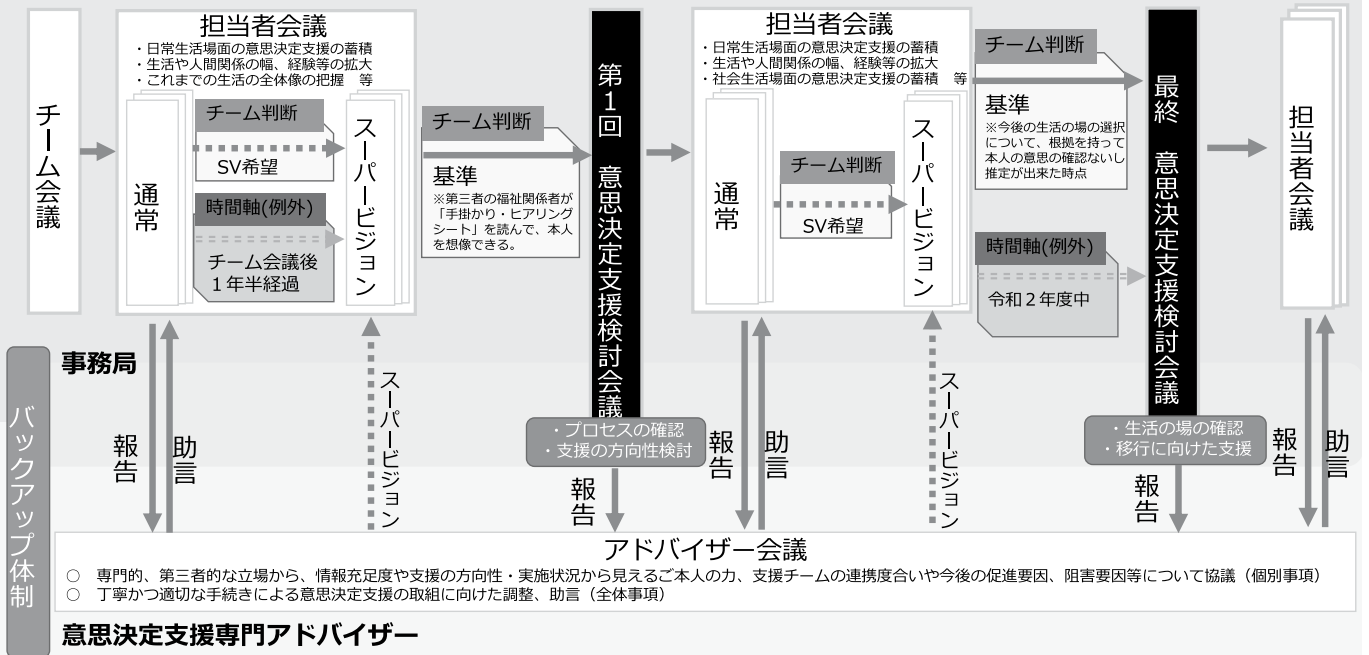 チーム会議
担当者会議
・日常生活場面の意思決定支援の蓄積
・生活や人間関係の幅、経験等の拡大
・これまでの生活の全体像の把握　等
通常
チーム判断
SV希望
時間軸(例外)
チーム会議後
１年半経過
スーパービジョン
チーム判断
基準
※第三者の福祉関係者が
「手掛かり・ヒアリング
シート」を読んで、本人
を想像できる。
第１回　意思決定支援検討会議
・プロセスの確認
・支援の方向性検討
担当者会議
・日常生活場面の意思決定支援の蓄積
・生活や人間関係の幅、経験等の拡大
・社会生活場面の意思決定支援の蓄積　等
通常
チーム判断
SV希望
スーパービジョン
チーム判断
基準
※今後の生活の場の選択
について、根拠を持って
本人の意思の確認ないし
推定が出来た時点
時間軸(例外)
令和２年度中
最終　意思決定支援検討会議
・生活の場の確認
・移行に向けた支援
担当者会議
バックアップ体制
事務局
報告
助言
スーパービジョン
報告
報告
助言
スーパービジョン
報告
報告
助言
アドバイザー会議
○　専門的、第三者的な立場から、情報充足度や支援の方向性・実施状況から見えるご本人の力、支援チームの連携度合いや今後の促進要因、阻害要因等について協議（個別事項）
○　丁寧かつ適切な手続きによる意思決定支援の取組に向けた調整、助言（全体事項）
意思決定支援専門アドバイザー